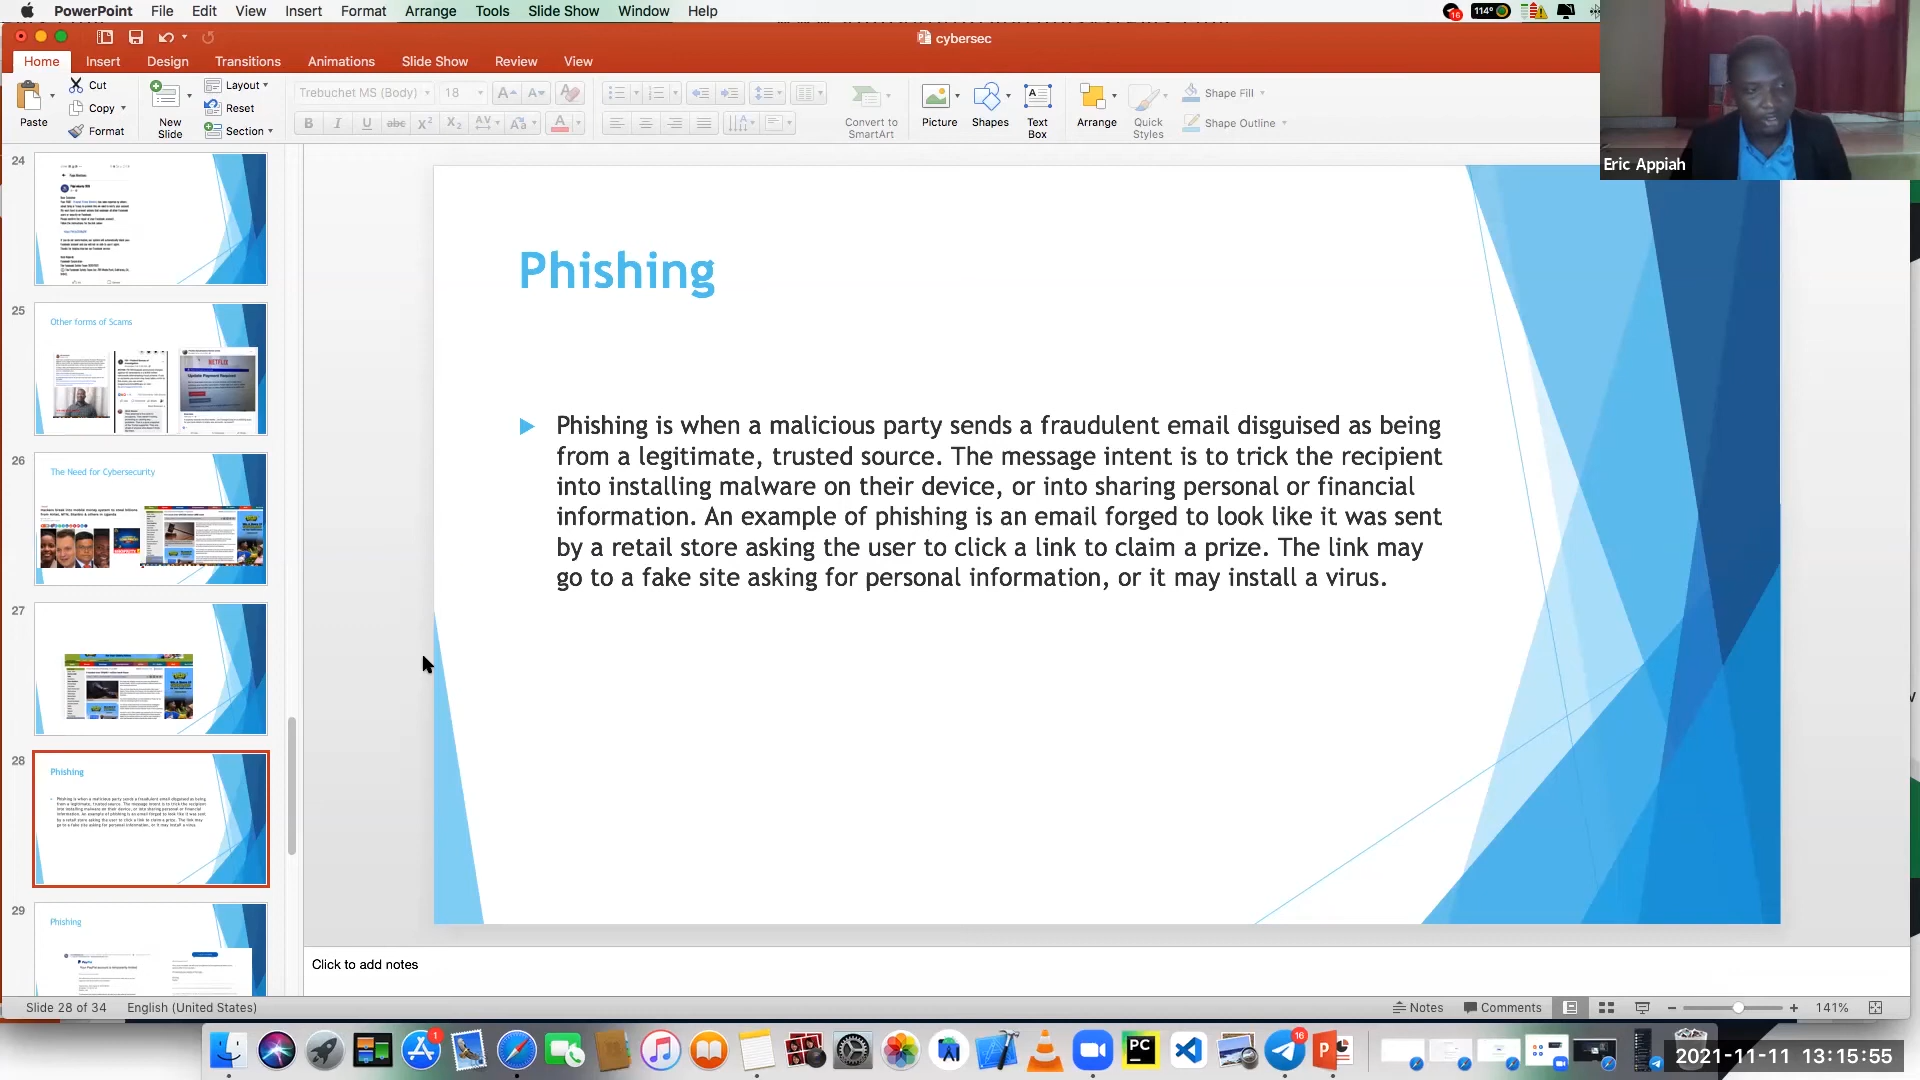 PowerPoint File Edit View Insert Format Arrange Tools Slide Show Window Help
114°
cybersec
Home Insert Design Transitions Animations Slide Show Review View
Paste
Cut
Copy
Format
New Slide
Layout
Reset
Section
Trebuchet MS (Body) 18
Convert to SmartArt
Picture
Shapes
Text Box
Arrange
Quick Styles
Shape Fill
Shape Outline
Eric Appiah
24
25
Other forms of Scams
NETFLIX
Update Payment Required
26
The Need for Cybersecurity
27
28
Phishing
29
Phishing
Phishing
Phishing is when a malicious party sends a fraudulent email disguised as being
from a legitimate, trusted source. The message intent is to trick the recipient
into installing malware on their device, or into sharing personal or financial
information. An example of phishing is an email forged to look like it was sent
by a retail store asking the user to click a link to claim a prize. The link may
go to a fake site asking for personal information, or it may install a virus.
Click to add notes
Slide 28 of 34 English (United States)
Notes Comments 141%
2021-11-11 13:15:55